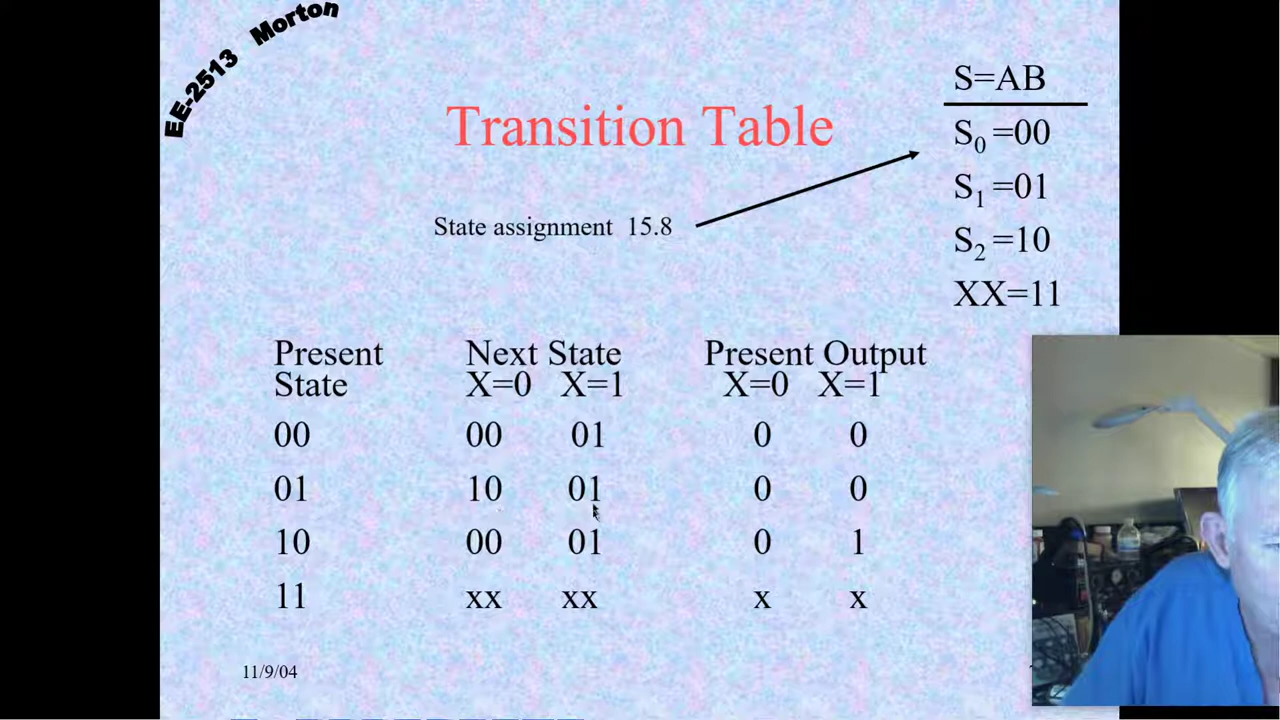 EE-2513 Morton
S=AB
Transition Table
S0 =00
S1 =01
State assignment 15.8
S2 =10
XX=11
Present Next State Present Output
State X=0 X=1 X=0 X=1
00 00 01 0 0
01 10 01 0 0
10 00 01 0 1
11 xx xx x x
11/9/04